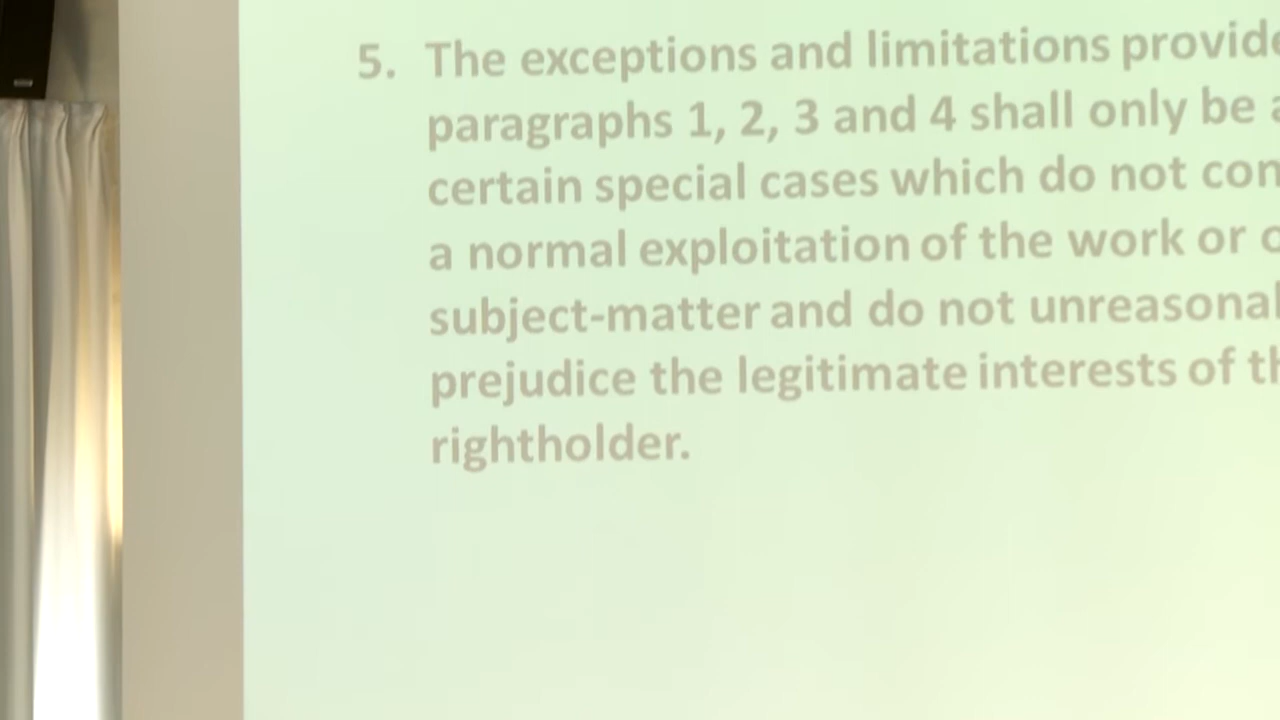 5. The exceptions and limitations provid
paragraphs 1, 2, 3 and 4 shall only be a
certain special cases which do not con
a normal exploitation of the work or o
subject-matter and do not unreasonal
prejudice the legitimate interests of th
rightholder.